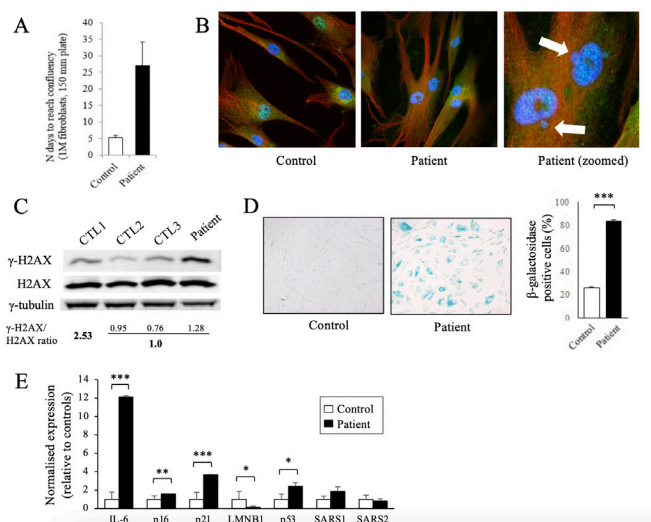 A
N days to reach confluency
(1M fibroblasts, 150 mm plate)
40
35
30
25
20
15
10
5
0
Control
Patient
B
Control
Patient
Patient (zoomed)
C
CTL1
CTL2
CTL3
Patient
γ-H2AX
H2AX
γ-tubulin
γ-H2AX/ 0.95 0.76 1.28
H2AX ratio 2.53 1.0
D
Control
Patient
β-galactosidase
positive cells (%)
100
80
60
40
20
0
***
Control
Patient
E
Normalised expression
(relative to controls)
14
12
10
8
6
4
2
0
***
**
***
*
*
Control
Patient
IL-6 p16 p21 LMNB1 p53 SARS1 SARS2